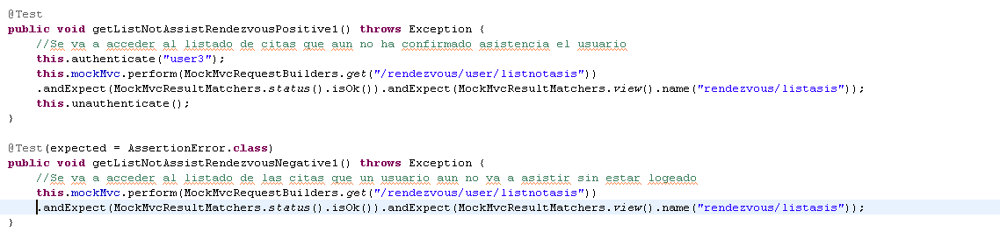 @Test
public void getListNotAssistRendezvousPositive1() throws Exception {
    //Se va a acceder al listado de citas que aun no ha confirmado asistencia el usuario
    this.authenticate("user3");
    this.mockMvc.perform(MockMvcRequestBuilders.get("/rendezvous/user/listnotasis"))
    .andExpect(MockMvcResultMatchers.status().isOk()).andExpect(MockMvcResultMatchers.view().name("rendezvous/listasis"));
    this.unauthenticate();
}

@Test(expected = AssertionError.class)
public void getListNotAssistRendezvousNegative1() throws Exception {
    //Se va a acceder al listado de las citas que un usuario aun no va a asistir sin estar logeado
    this.mockMvc.perform(MockMvcRequestBuilders.get("/rendezvous/user/listnotasis"))
    .andExpect(MockMvcResultMatchers.status().isOk()).andExpect(MockMvcResultMatchers.view().name("rendezvous/listasis"));
}